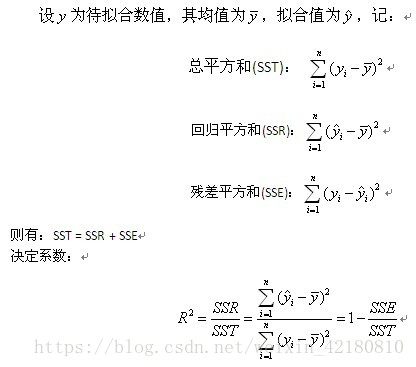 设 y 为待拟合数值，其均值为 ȳ，拟合值为 ŷ，记：
总平方和(SST)： \sum_{i=1}^{n}(y_i-\bar{y})^2
回归平方和(SSR)： \sum_{i=1}^{n}(\hat{y}_i-\bar{y})^2
残差平方和(SSE)： \sum_{i=1}^{n}(y_i-\hat{y}_i)^2
则有：SST = SSR + SSE
决定系数：
R^2 = \frac{SSR}{SST} = \frac{\sum_{i=1}^{n}(\hat{y}_i-\bar{y})^2}{\sum_{i=1}^{n}(y_i-\bar{y})^2} = 1-\frac{SSE}{SST}
https://blog.csdn.net/weixin_42180810